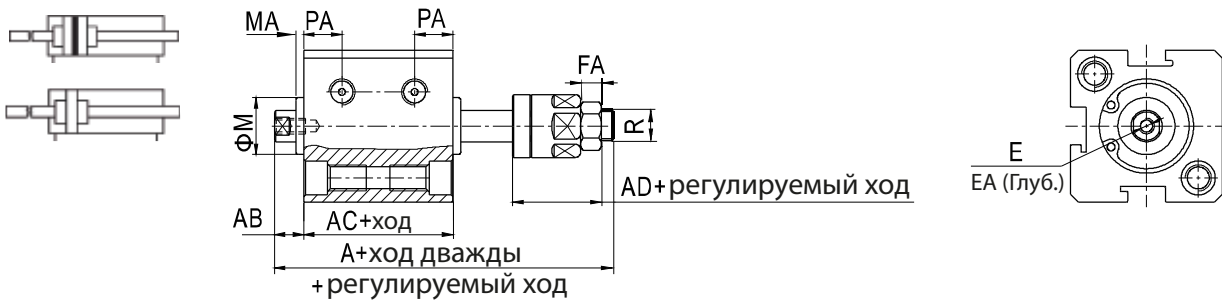 MA PA PA
FA
ΦM
R
E
EA (Глуб.)
AD+регулируемый ход
AB
AC+ход
A+ход дважды
+регулируемый ход